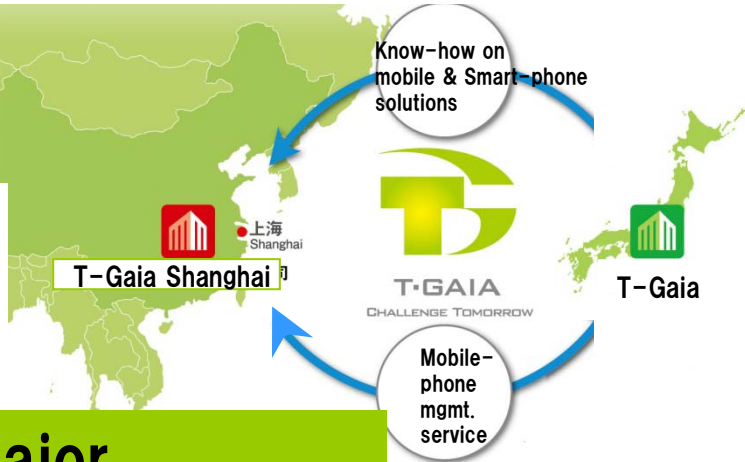 Know-how on
mobile & Smart-phone
solutions
上海
Shanghai
T-Gaia Shanghai
T·GAIA
CHALLENGE TOMORROW
T-Gaia
Mobile-
phone
mgmt.
service